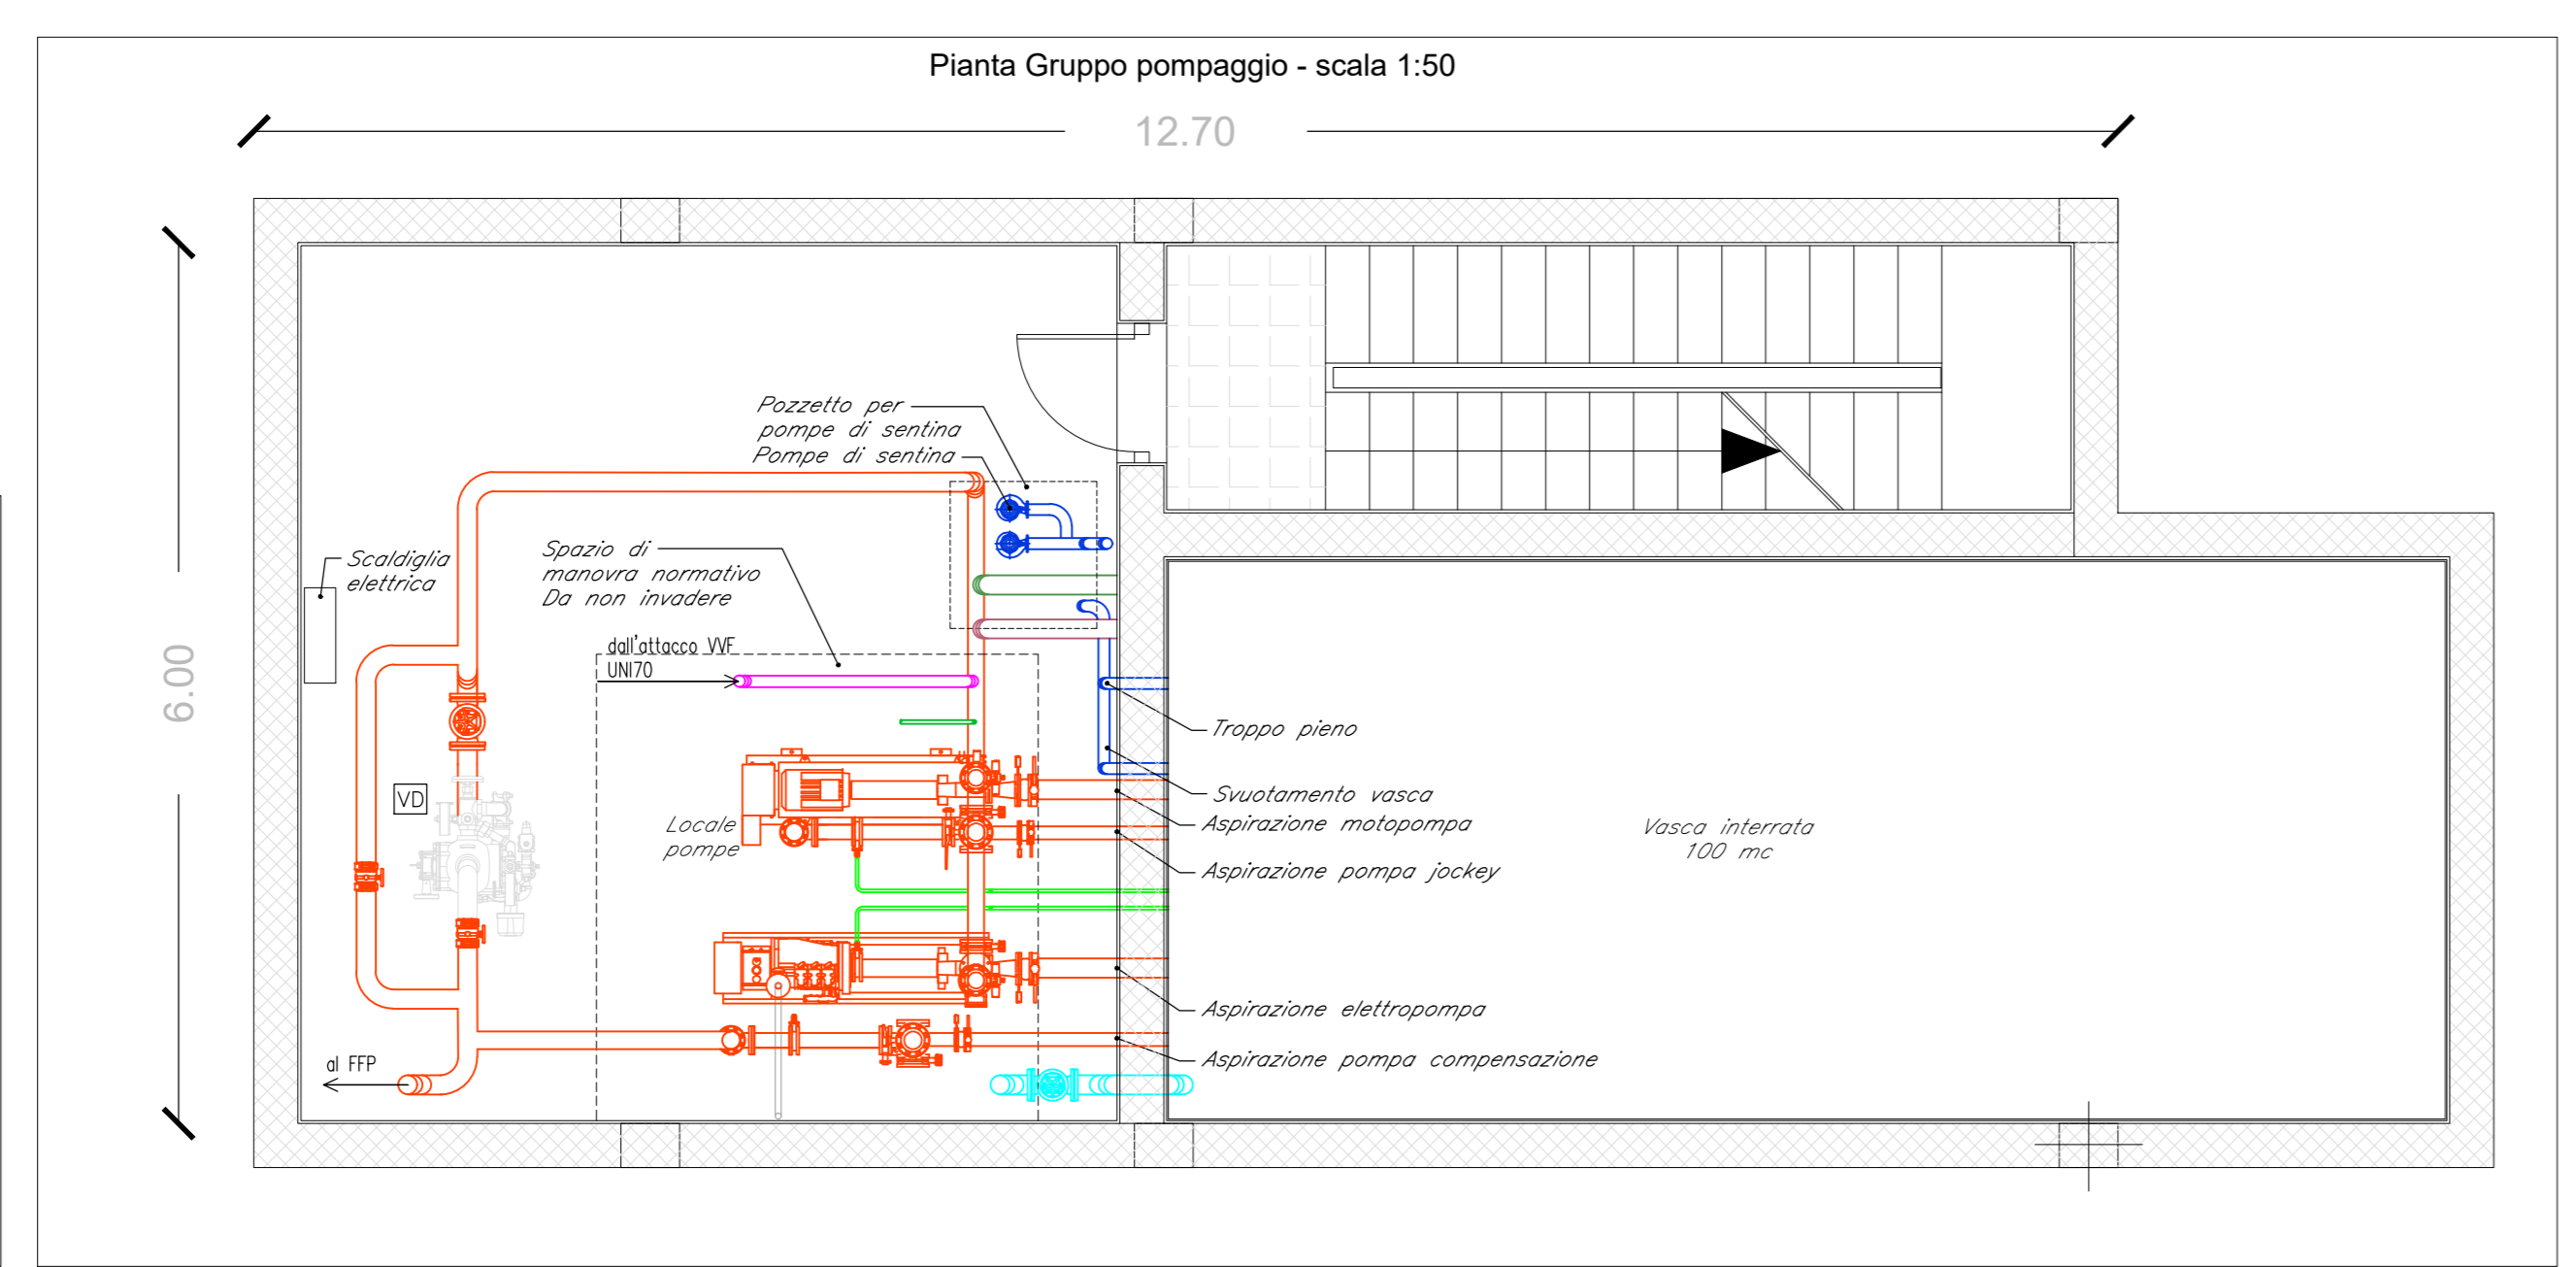 Pianta Gruppo pompaggio - scala 1:50
12.70
6.00
Pozzetto per
pompe di sentina
Pompe di sentina
Scaldiglia
elettrica
Spazio di
manovra normativo
Da non invadere
dall'attacco VVF
UNI70
Troppo pieno
VD
Svuotamento vasca
Locale
pompe
Aspirazione motopompa
Vasca interrata
100 mc
Aspirazione pompa jockey
Aspirazione elettropompa
Aspirazione pompa compensazione
al FFP